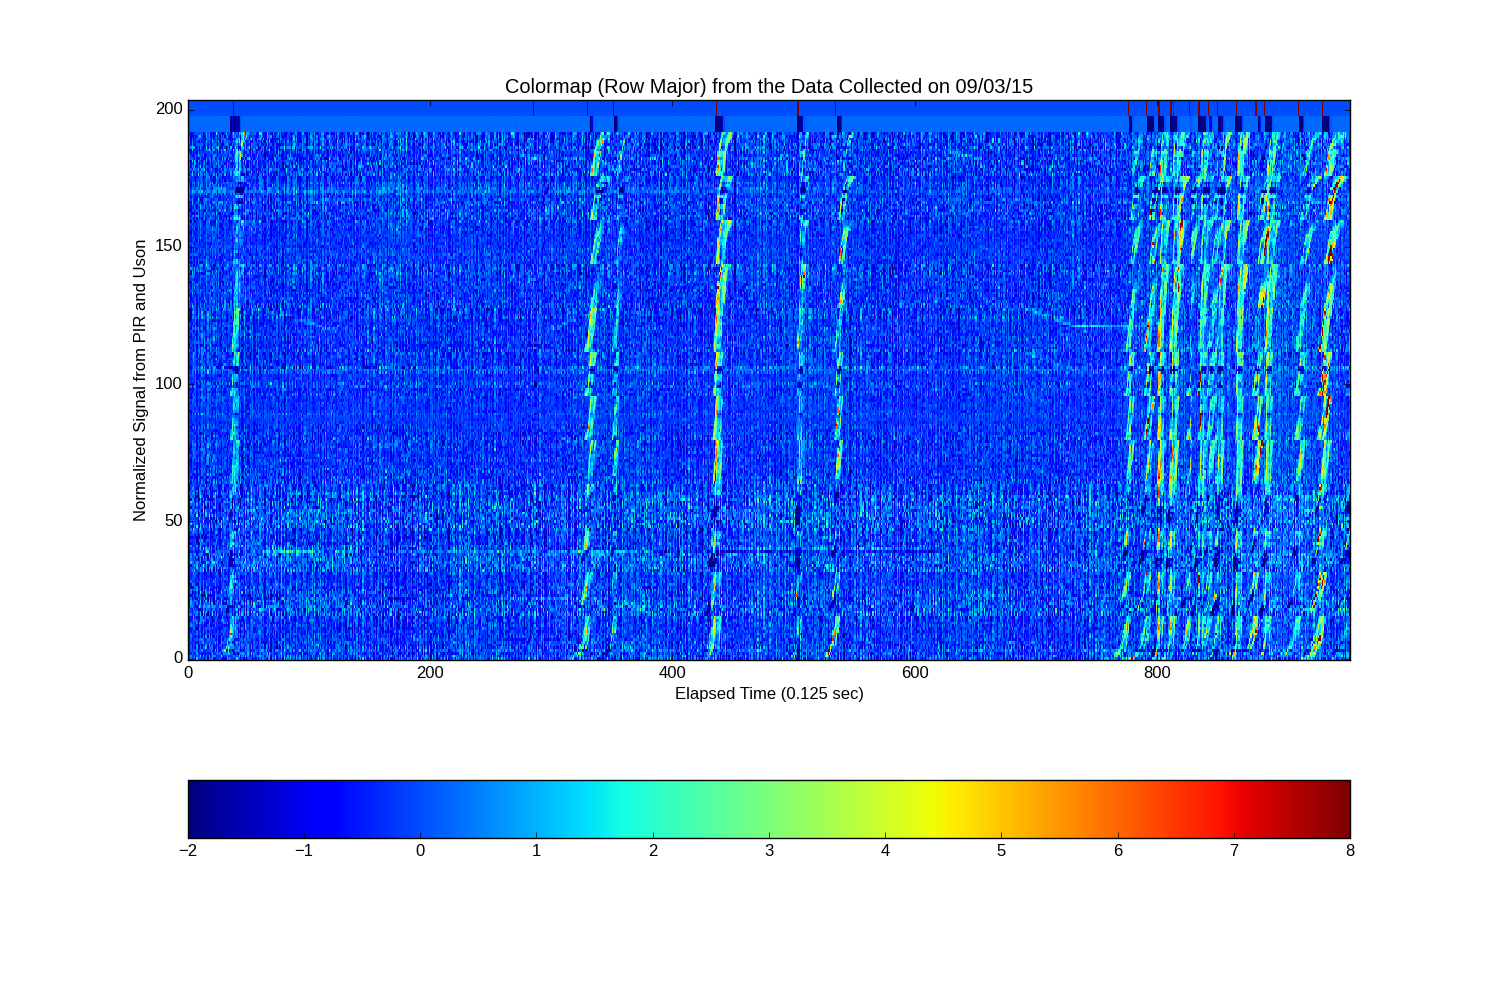 Colormap (Row Major) from the Data Collected on 09/03/15
Normalized Signal from PIR and Uson
200
150
100
50
0
0 200 400 600 800
Elapsed Time (0.125 sec)
−2 −1 0 1 2 3 4 5 6 7 8